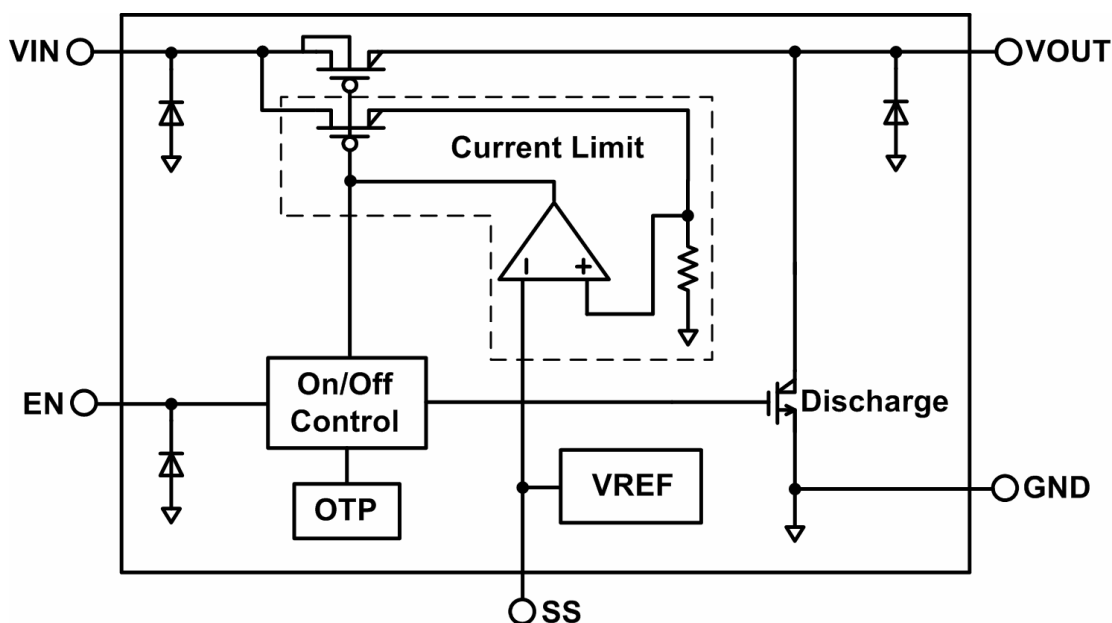 VIN
VOUT
Current Limit
EN
On/Off
Control
Discharge
OTP
VREF
GND
SS